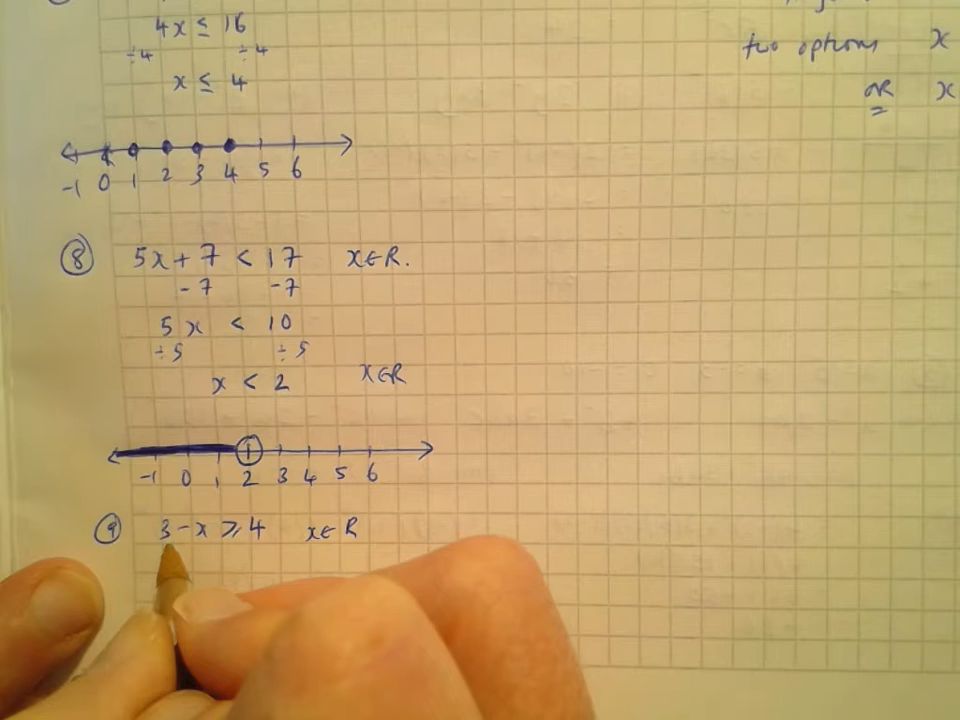 4x ≤ 16
÷4 ÷4
x ≤ 4
-1 0 1 2 3 4 5 6
⑧ 5x + 7 < 17 x∈R.
-7 -7
5x < 10
÷5 ÷5
x < 2 x∈R
-1 0 1 2 3 4 5 6
⑨ 3 - x ≥ 4 x∈R
two options x
OR x